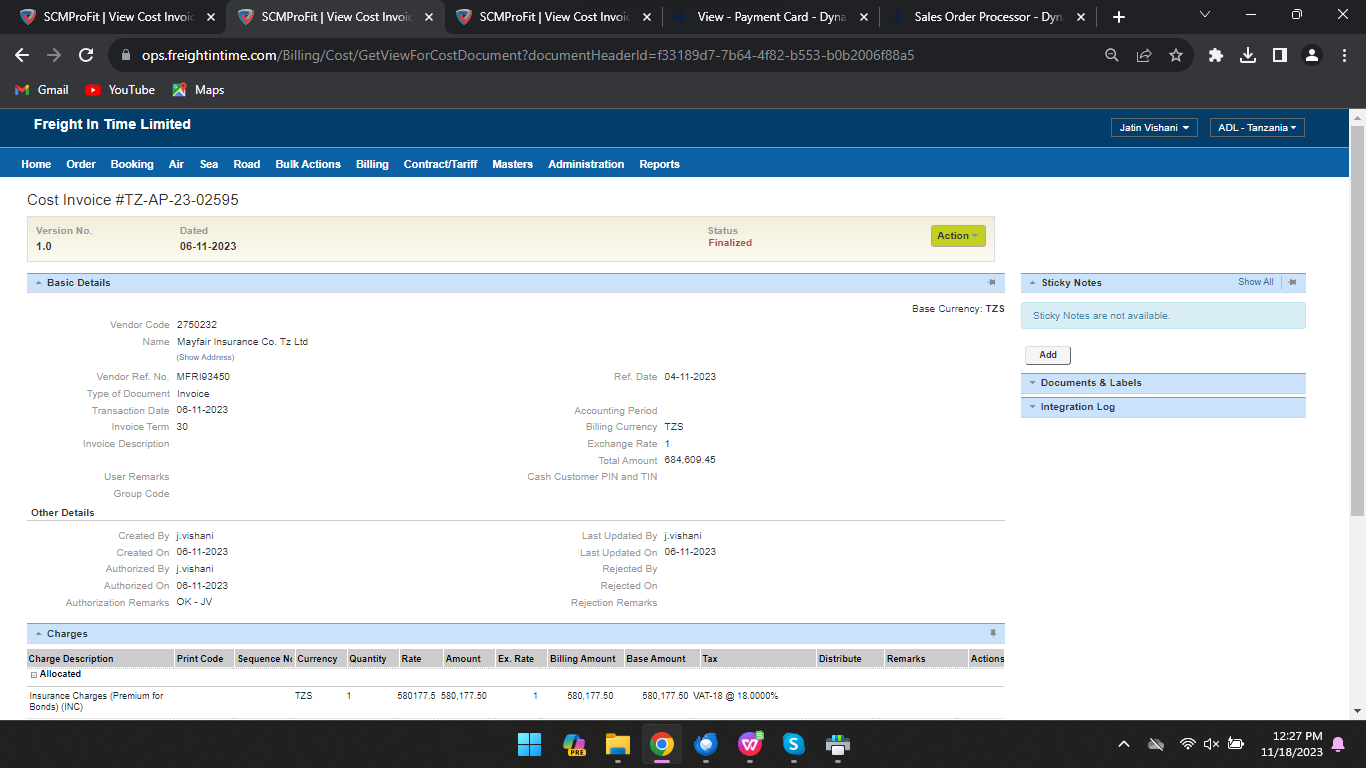 SCMProFit | View Cost Invoic
SCMProFit | View Cost Invoic
SCMProFit | View Cost Invoic
View - Payment Card - Dyna
Sales Order Processor - Dyn
ops.freightintime.com/Billing/Cost/GetViewForCostDocument?documentHeaderId=f33189d7-7b64-4f82-b553-b0b2006f88a5
Gmail YouTube Maps
Freight In Time Limited
Jatin Vishani ADL - Tanzania
Home Order Booking Air Sea Road Bulk Actions Billing Contract/Tariff Masters Administration Reports
Cost Invoice #TZ-AP-23-02595
Version No. Dated Status
1.0 06-11-2023 Finalized
Action
Basic Details
Base Currency: TZS
Vendor Code 2750232
Name Mayfair Insurance Co. Tz Ltd
(Show Address)
Vendor Ref. No. MFRI93450 Ref. Date 04-11-2023
Type of Document Invoice
Transaction Date 06-11-2023 Accounting Period
Invoice Term 30 Billing Currency TZS
Invoice Description Exchange Rate 1
Total Amount 684,609.45
User Remarks Cash Customer PIN and TIN
Group Code
Other Details
Created By j.vishani Last Updated By j.vishani
Created On 06-11-2023 Last Updated On 06-11-2023
Authorized By j.vishani Rejected By
Authorized On 06-11-2023 Rejected On
Authorization Remarks OK - JV Rejection Remarks
Charges
Charge Description Print Code Sequence No Currency Quantity Rate Amount Ex. Rate Billing Amount Base Amount Tax Distribute Remarks Actions
Allocated
Insurance Charges (Premium for TZS 1 580177.5 580,177.50 1 580,177.50 580,177.50 VAT-18 @ 18.0000%
Bonds) (INC)
Sticky Notes Show All
Sticky Notes are not available.
Add
Documents & Labels
Integration Log
PRE
S
12:27 PM
11/18/2023